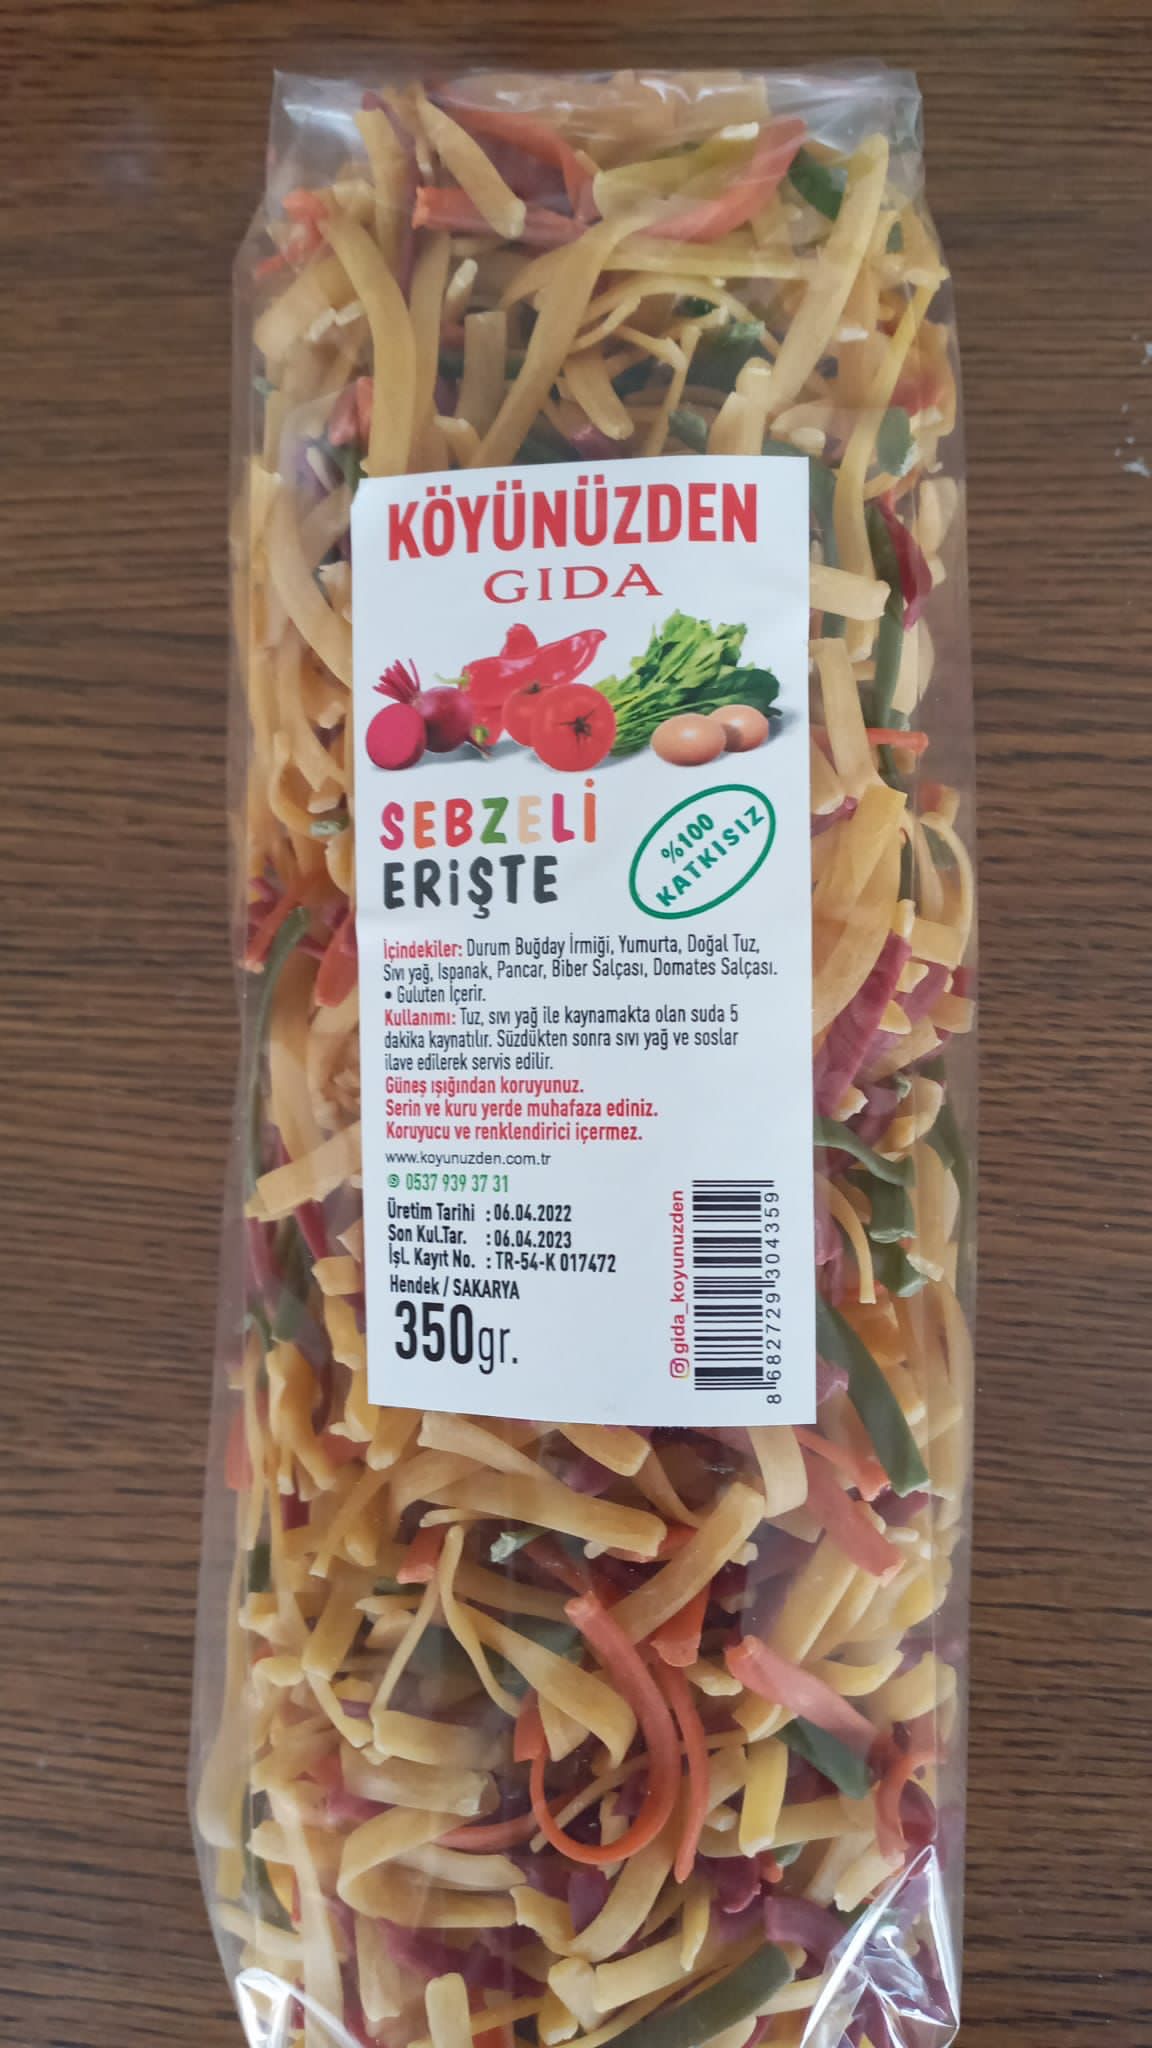 KÖYÜNÜZDEN
GIDA
SEBZELİ
ERİŞTE
%100
KATKISIZ
İçindekiler: Durum Buğday İrmiği, Yumurta, Doğal Tuz,
Sıvı yağ, Ispanak, Pancar, Biber Salçası, Domates Salçası.
• Guluten İçerir.
Kullanımı: Tuz, sıvı yağ ile kaynamakta olan suda 5
dakika kaynatılır. Süzdükten sonra sıvı yağ ve soslar
ilave edilerek servis edilir.
Güneş ışığından koruyunuz.
Serin ve kuru yerde muhafaza ediniz.
Koruyucu ve renklendirici içermez.
www.koyunuzden.com.tr
0537 939 37 31
Üretim Tarihi : 06.04.2022
Son Kul.Tar. : 06.04.2023
İşl. Kayıt No. : TR-54-K 017472
Hendek / SAKARYA
350gr.
gida_koyunuzden
8 682729 304359